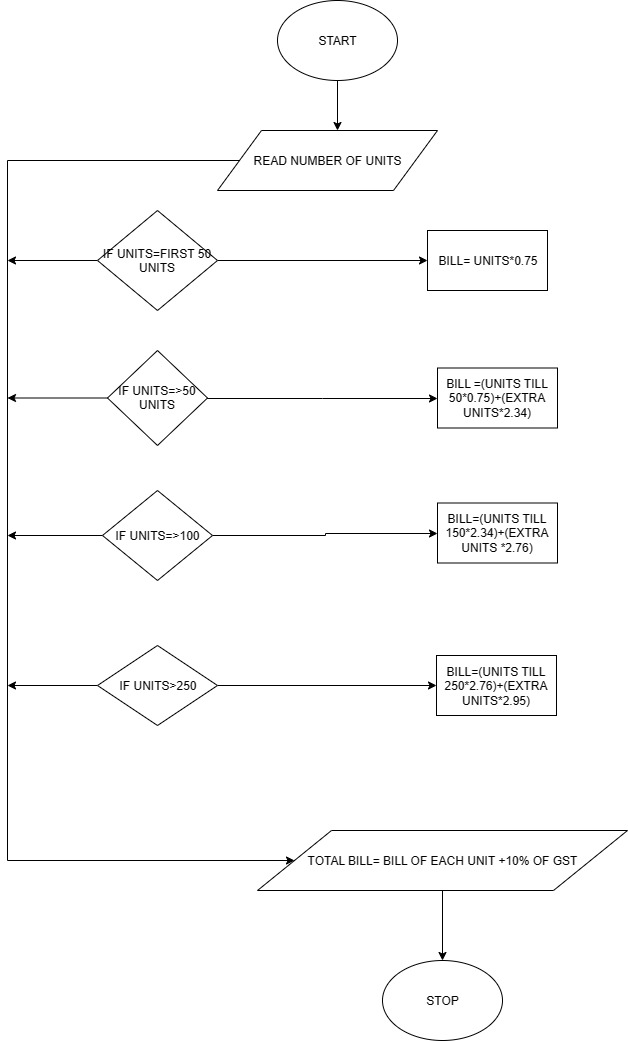 START
READ NUMBER OF UNITS
IF UNITS=FIRST 50
UNITS
BILL= UNITS*0.75
IF UNITS=>50
UNITS
BILL =(UNITS TILL
50*0.75)+(EXTRA
UNITS*2.34)
IF UNITS=>100
BILL=(UNITS TILL
150*2.34)+(EXTRA
UNITS *2.76)
IF UNITS>250
BILL=(UNITS TILL
250*2.76)+(EXTRA
UNITS*2.95)
TOTAL BILL= BILL OF EACH UNIT +10% OF GST
STOP